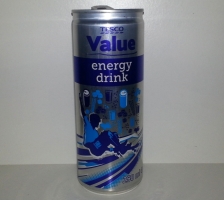 TESCO
Value
energy
drink